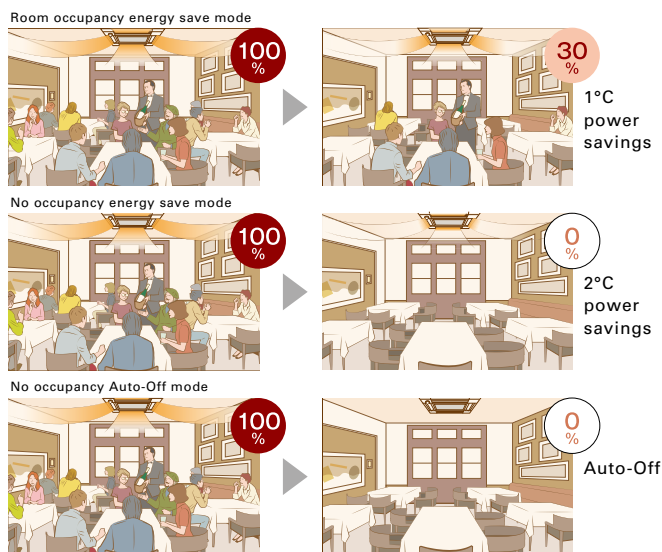 Room occupancy energy save mode
100
%
30
%
1°C
power
savings
No occupancy energy save mode
100
%
0
%
2°C
power
savings
No occupancy Auto-Off mode
100
%
0
%
Auto-Off